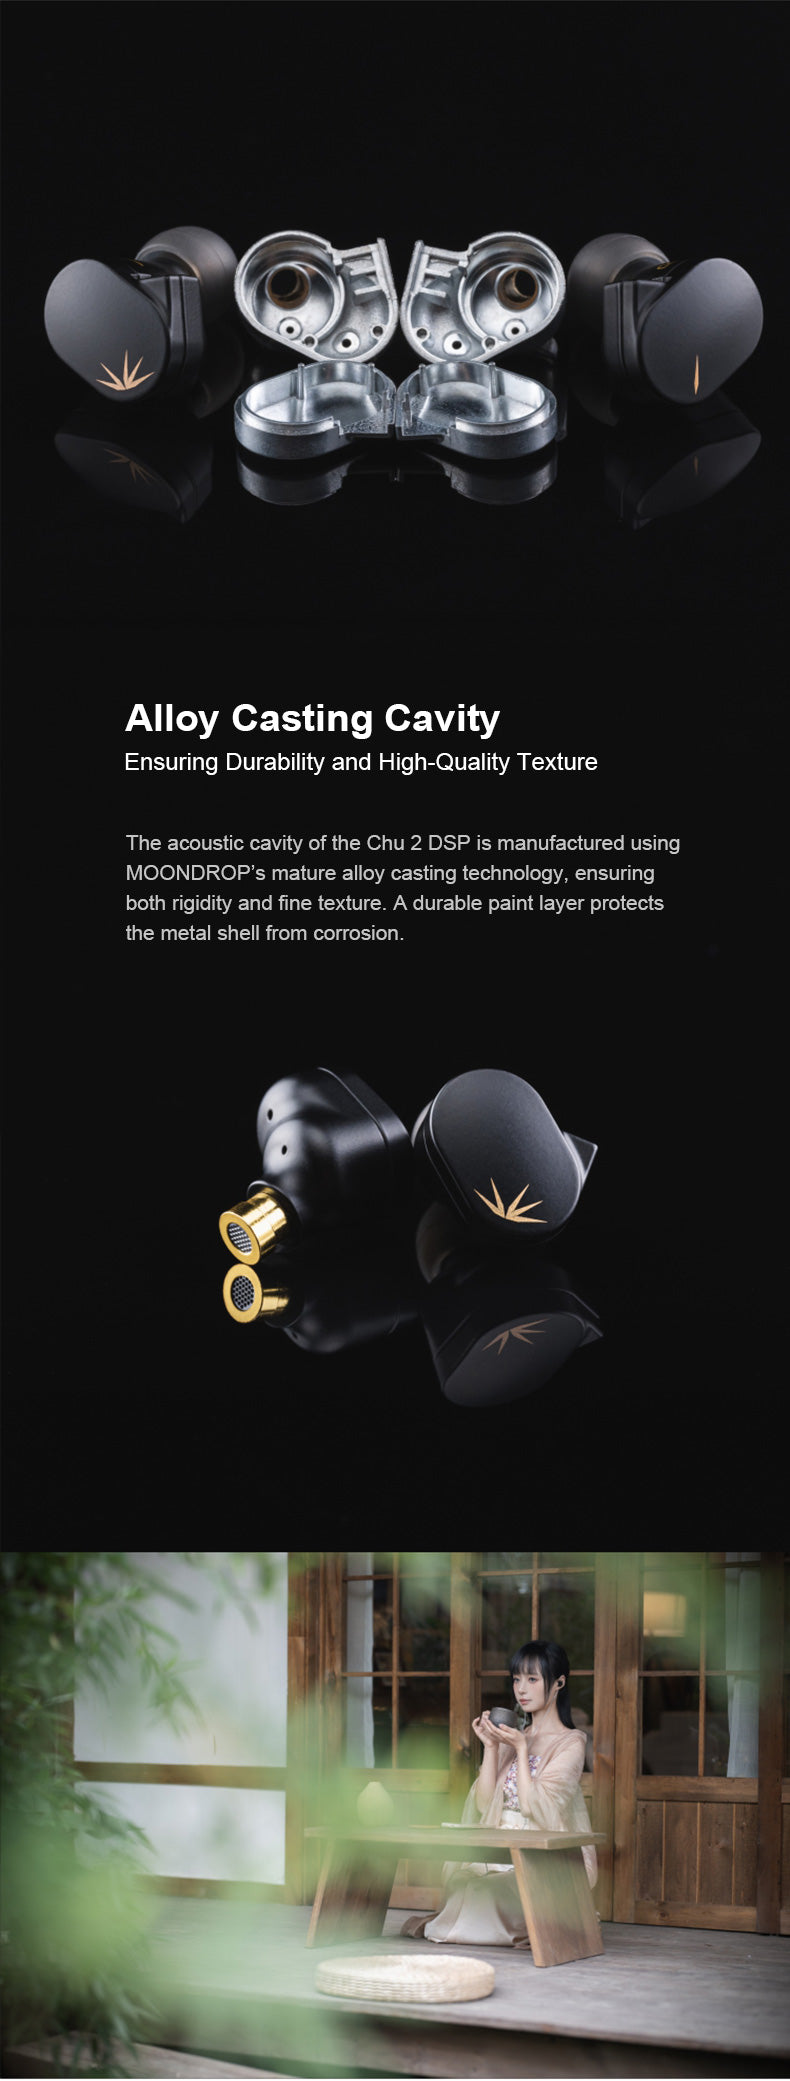 Alloy Casting Cavity
Ensuring Durability and High-Quality Texture
The acoustic cavity of the Chu 2 DSP is manufactured using
MOONDROP’s mature alloy casting technology, ensuring
both rigidity and fine texture. A durable paint layer protects
the metal shell from corrosion.